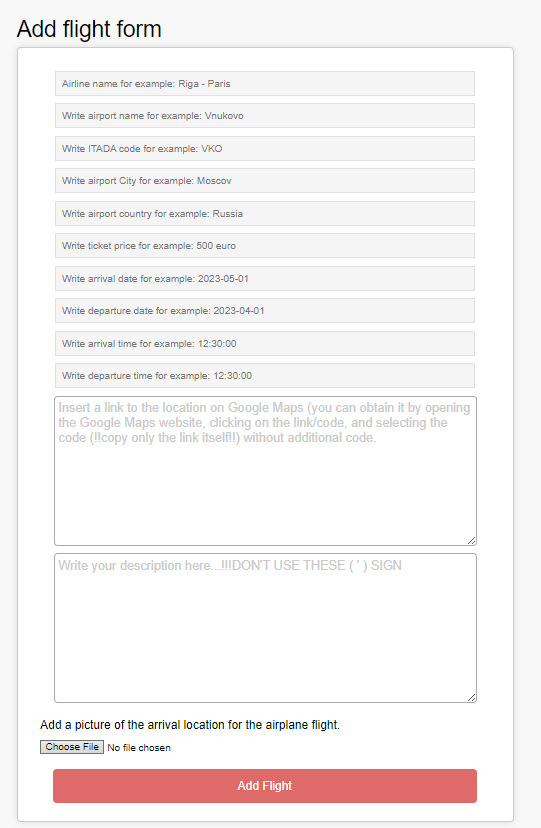 Add flight form
Airline name for example: Riga - Paris
Write airport name for example: Vnukovo
Write ITADA code for example: VKO
Write airport City for example: Moscov
Write airport country for example: Russia
Write ticket price for example: 500 euro
Write arrival date for example: 2023-05-01
Write departure date for example: 2023-04-01
Write arrival time for example: 12:30:00
Write departure time for example: 12:30:00
Insert a link to the location on Google Maps (you can obtain it by opening
the Google Maps website, clicking on the link/code, and selecting the
code (!!copy only the link itself!!) without additional code.
Write your description here...!!!DON'T USE THESE ( ' ) SIGN
Add a picture of the arrival location for the airplane flight.
Choose File No file chosen
Add Flight